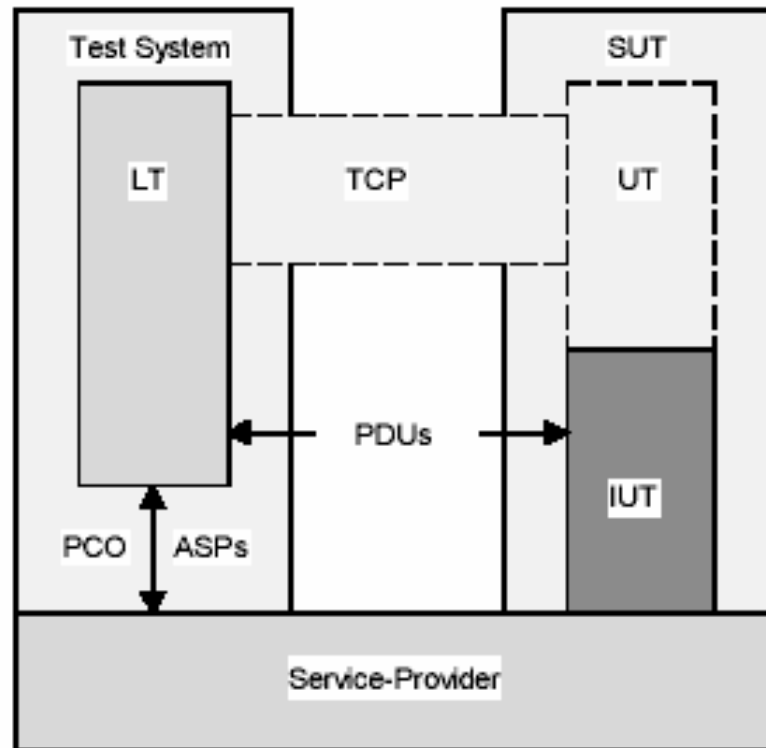 Test System
SUT
LT
TCP
UT
PDUs
IUT
PCO
ASPs
Service-Provider